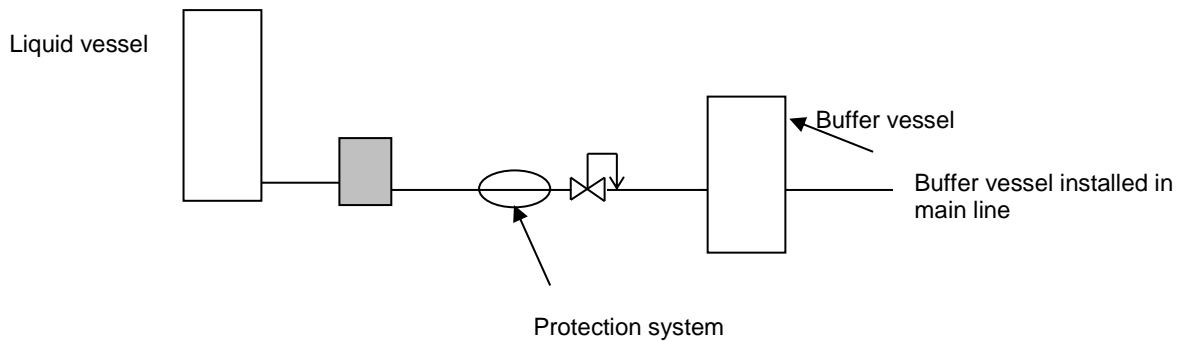 Liquid vessel
Buffer vessel
Buffer vessel installed in
main line
Protection system